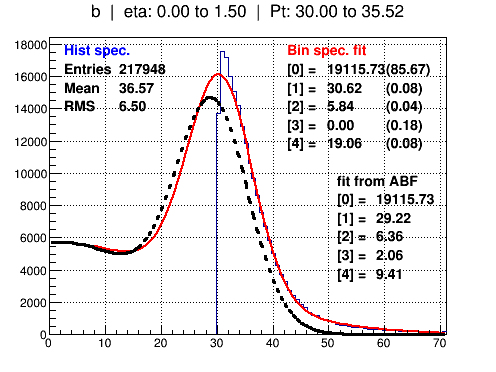 b | eta: 0.00 to 1.50 | Pt: 30.00 to 35.52
Hist spec.
Entries 217948
Mean 36.57
RMS 6.50
Bin spec. fit
[0] = 19115.73(85.67)
[1] = 30.62 (0.08)
[2] = 5.84 (0.04)
[3] = 0.00 (0.18)
[4] = 19.06 (0.08)
fit from ABF
[0] = 19115.73
[1] = 29.22
[2] = 6.36
[3] = 2.06
[4] = 9.41
18000
16000
14000
12000
10000
8000
6000
4000
2000
0
0 10 20 30 40 50 60 70